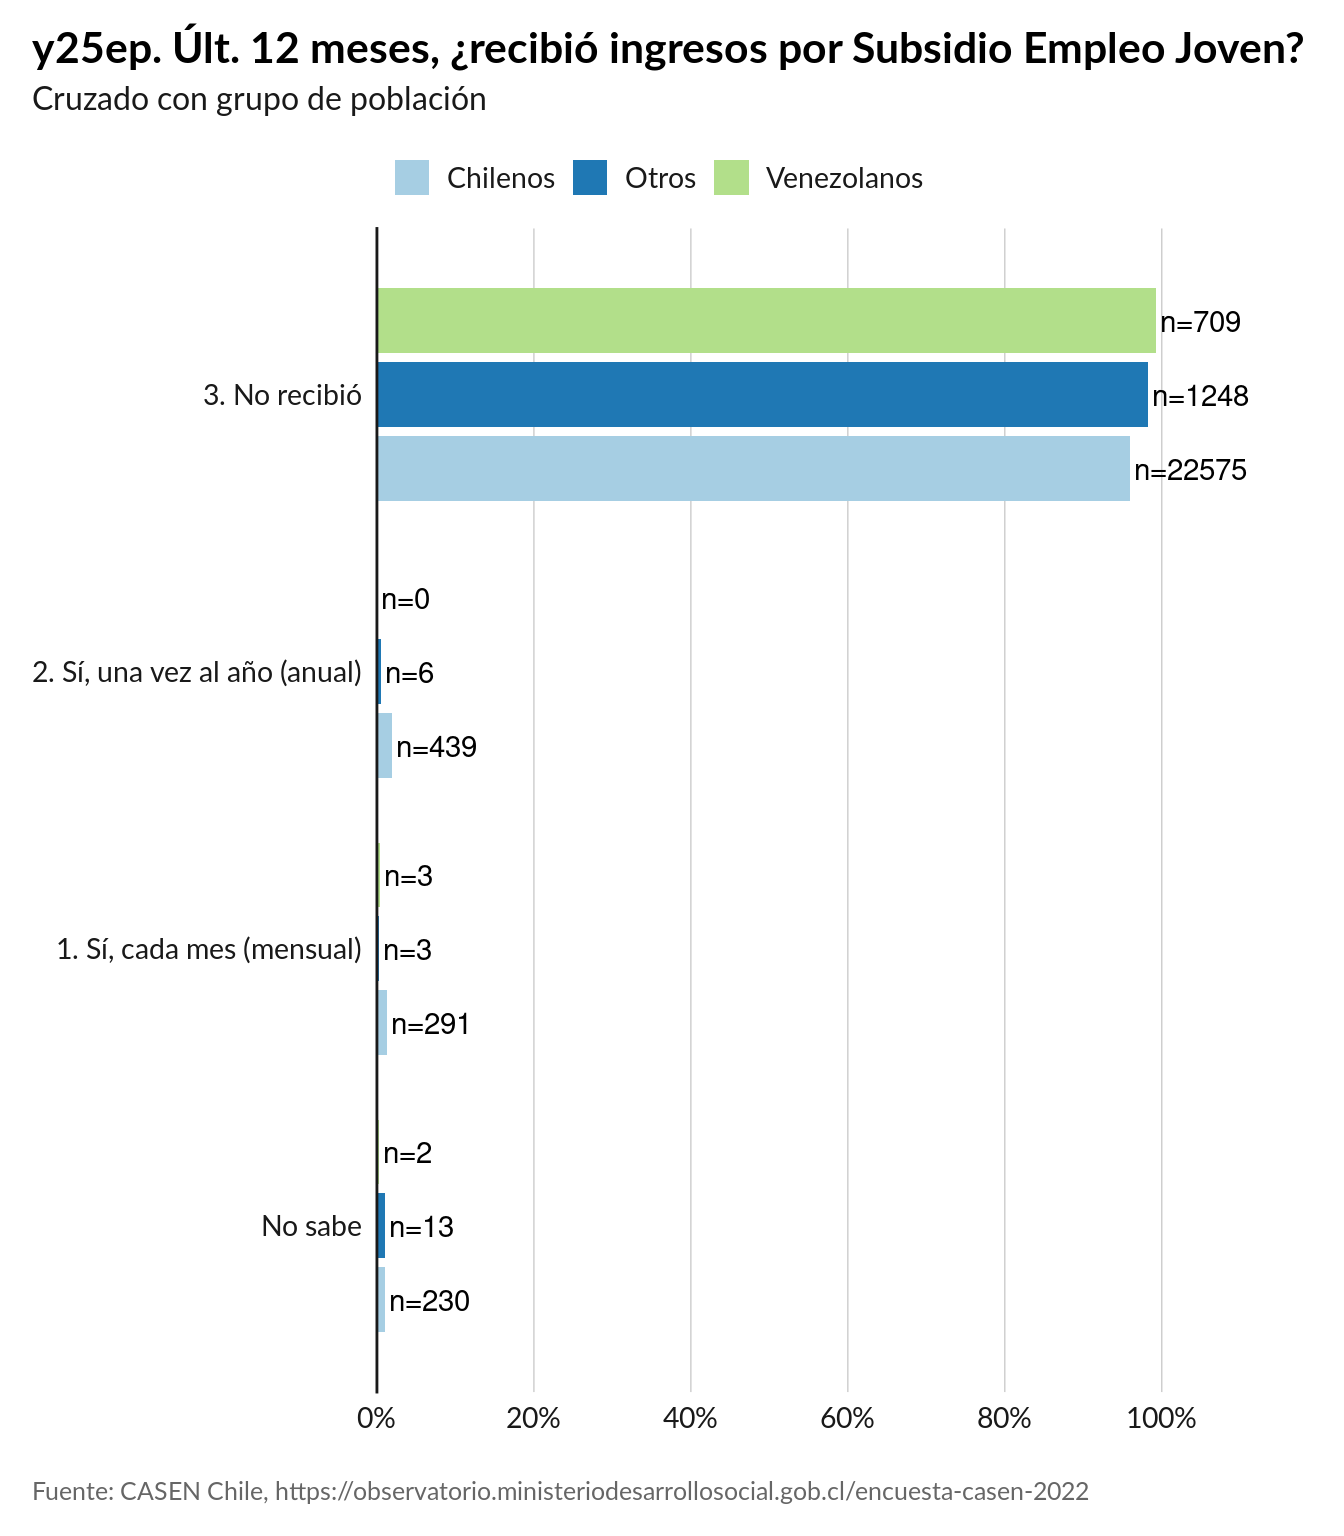 y25ep. Últ. 12 meses, ¿recibió ingresos por Subsidio Empleo Joven?
Cruzado con grupo de población
Chilenos Otros Venezolanos
n=709
3. No recibió n=1248
n=22575
n=0
2. Sí, una vez al año (anual) n=6
n=439
n=3
1. Sí, cada mes (mensual) n=3
n=291
n=2
No sabe n=13
n=230
0% 20% 40% 60% 80% 100%
Fuente: CASEN Chile, https://observatorio.ministeriodesarrollosocial.gob.cl/encuesta-casen-2022